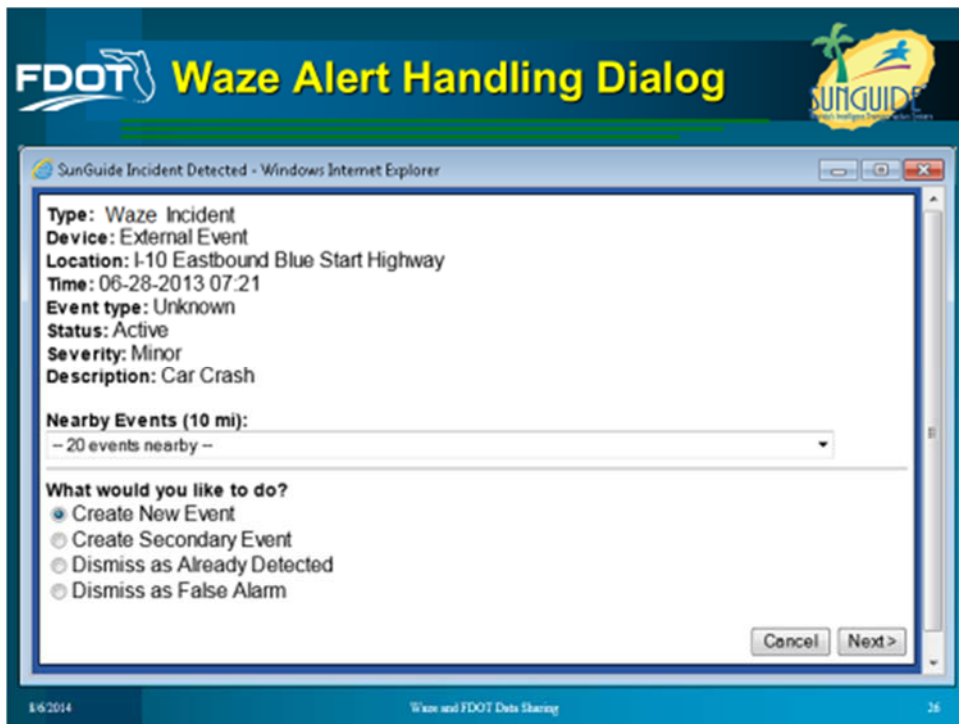 FDOT
Waze Alert Handling Dialog
SUNGUIDE
SunGuide Incident Detected - Windows Internet Explorer
Type: Waze Incident
Device: External Event
Location: I-10 Eastbound Blue Start Highway
Time: 06-28-2013 07:21
Event type: Unknown
Status: Active
Severity: Minor
Description: Car Crash
Nearby Events (10 mi):
-- 20 events nearby --
What would you like to do?
Create New Event
Create Secondary Event
Dismiss as Already Detected
Dismiss as False Alarm
Cancel
Next >
8/6/2014
Waze and FDOT Data Sharing
26